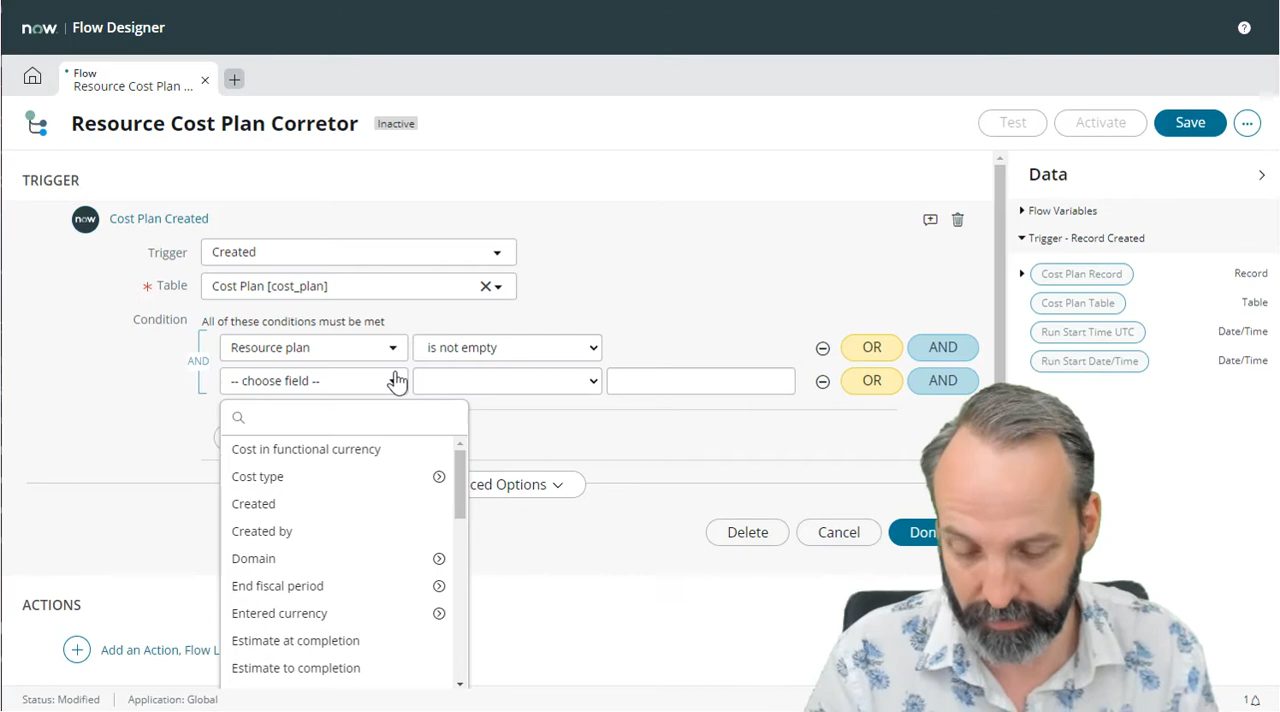 now. | Flow Designer
Flow
Resource Cost Plan ...
Resource Cost Plan Corretor
Inactive
Test
Activate
Save
TRIGGER
now
Cost Plan Created
Trigger
Created
* Table
Cost Plan [cost_plan]
Condition
All of these conditions must be met
AND
Resource plan
is not empty
OR
AND
-- choose field --
OR
AND
Cost in functional currency
Cost type
Created
Created by
Domain
End fiscal period
Entered currency
Estimate at completion
Estimate to completion
ced Options
Delete
Cancel
Don
ACTIONS
Add an Action, Flow L
Data
Flow Variables
Trigger - Record Created
Cost Plan Record
Record
Cost Plan Table
Table
Run Start Time UTC
Date/Time
Run Start Date/Time
Date/Time
Status: Modified
Application: Global
1